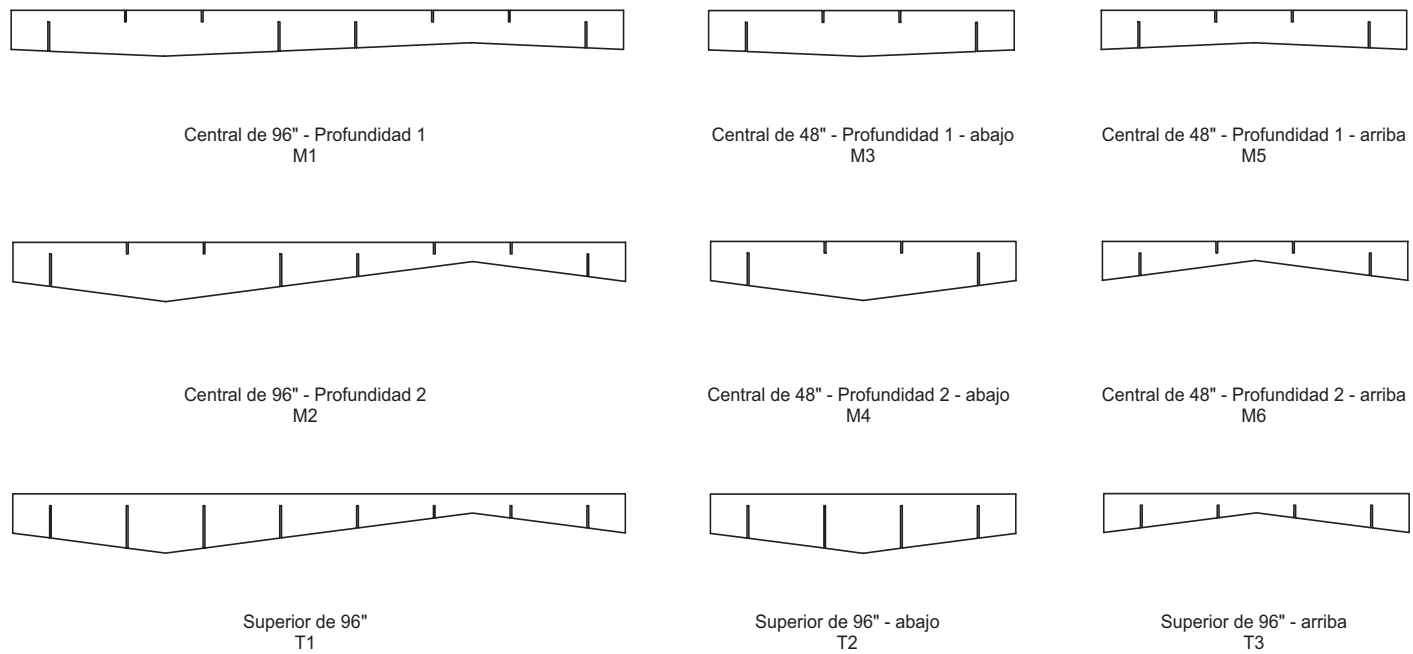 Central de 96" - Profundidad 1
M1
Central de 48" - Profundidad 1 - abajo
M3
Central de 48" - Profundidad 1 - arriba
M5
Central de 96" - Profundidad 2
M2
Central de 48" - Profundidad 2 - abajo
M4
Central de 48" - Profundidad 2 - arriba
M6
Superior de 96"
T1
Superior de 96" - abajo
T2
Superior de 96" - arriba
T3